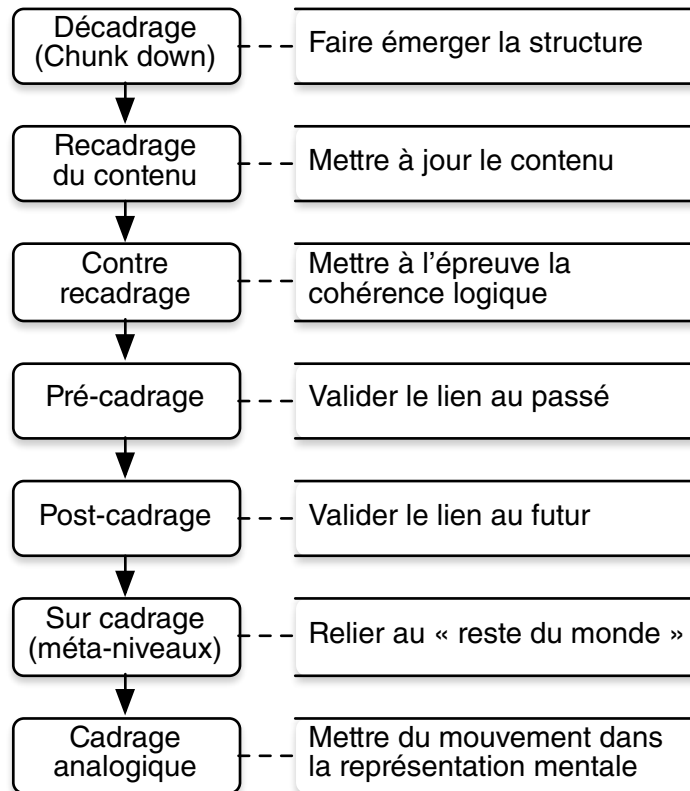 Décadrage
(Chunk down)
Faire émerger la structure
Recadrage
du contenu
Mettre à jour le contenu
Contre
recadrage
Mettre à l’épreuve la
cohérence logique
Pré-cadrage
Valider le lien au passé
Post-cadrage
Valider le lien au futur
Sur cadrage
(méta-niveaux)
Relier au « reste du monde »
Cadrage
analogique
Mettre du mouvement dans
la représentation mentale